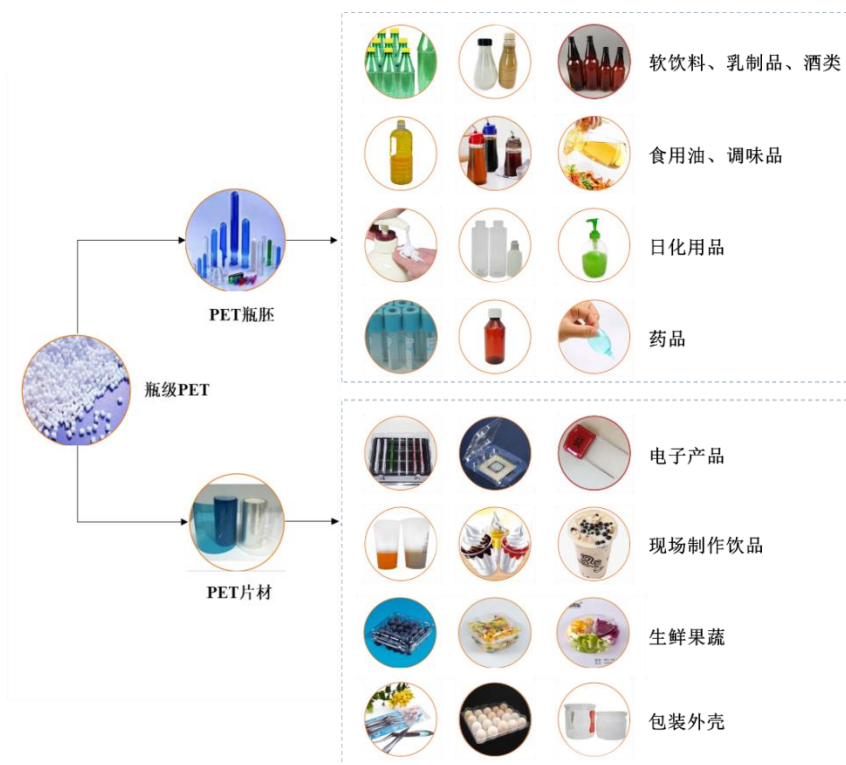 软饮料、乳制品、酒类
食用油、调味品
日化用品
药品
PET瓶胚
瓶级PET
PET片材
电子产品
现场制作饮品
生鲜果蔬
包装外壳